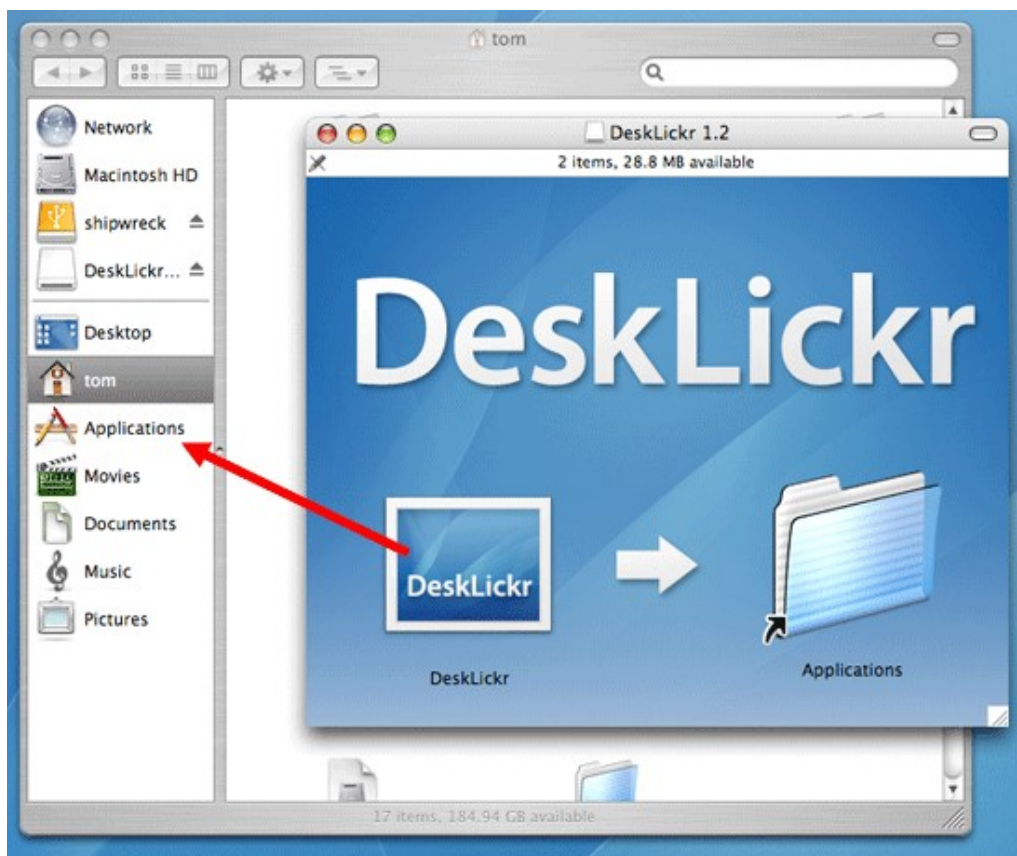 tom
Network
Macintosh HD
shipwreck
DeskLickr...
Desktop
tom
Applications
Movies
Documents
Music
Pictures
17 items, 184.94 GB available
DeskLickr 1.2
2 items, 28.8 MB available
DeskLickr
DeskLickr
DeskLickr
Applications